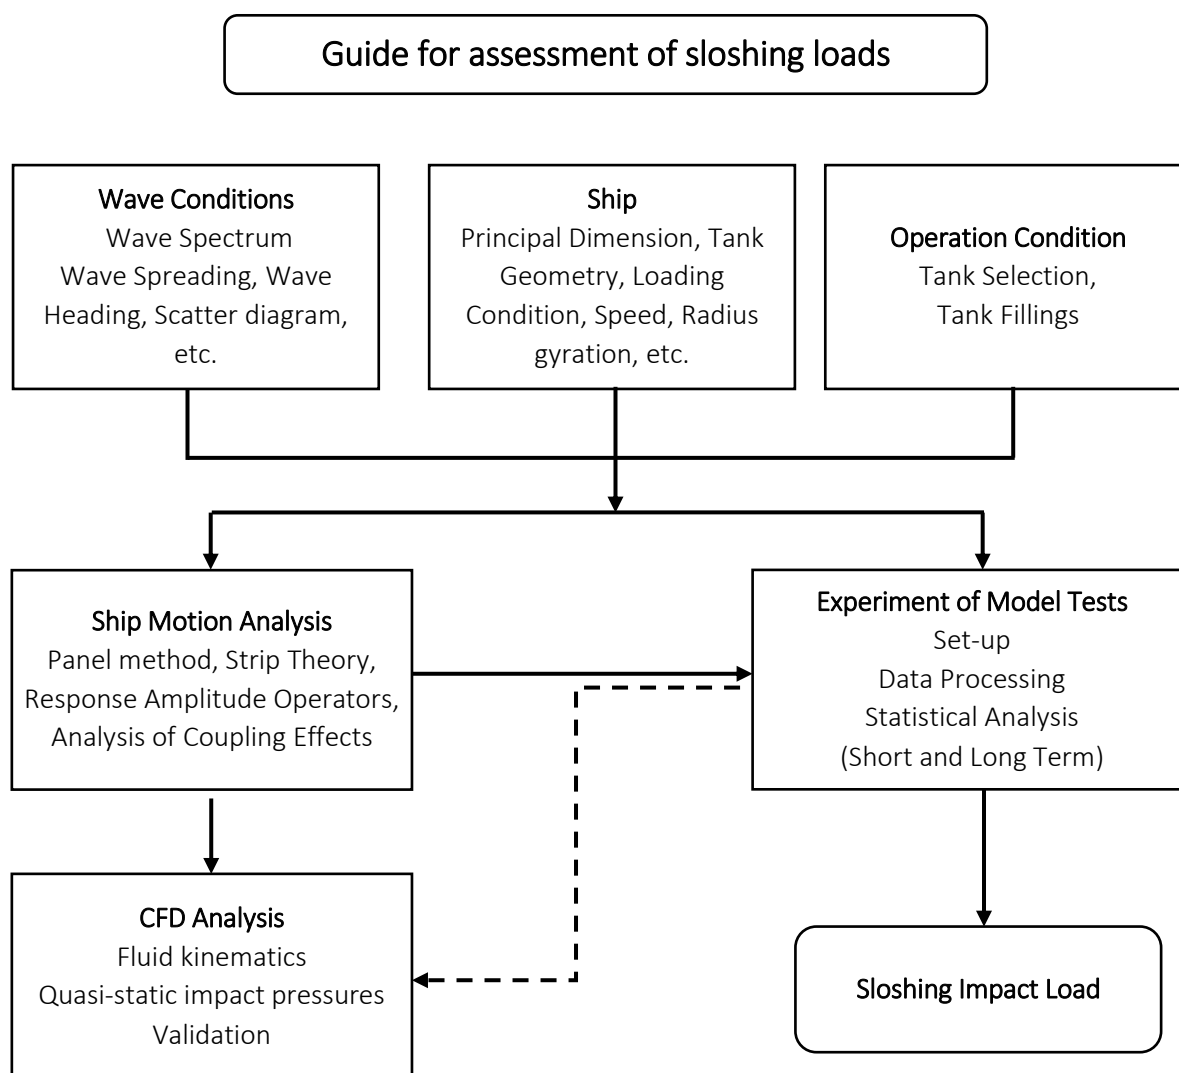 Guide for assessment of sloshing loads
Wave Conditions
Wave Spectrum
Wave Spreading, Wave
Heading, Scatter diagram,
etc.
Ship
Principal Dimension, Tank
Geometry, Loading
Condition, Speed, Radius
gyration, etc.
Operation Condition
Tank Selection,
Tank Fillings
Ship Motion Analysis
Panel method, Strip Theory,
Response Amplitude Operators,
Analysis of Coupling Effects
Experiment of Model Tests
Set-up
Data Processing
Statistical Analysis
(Short and Long Term)
CFD Analysis
Fluid kinematics
Quasi-static impact pressures
Validation
Sloshing Impact Load